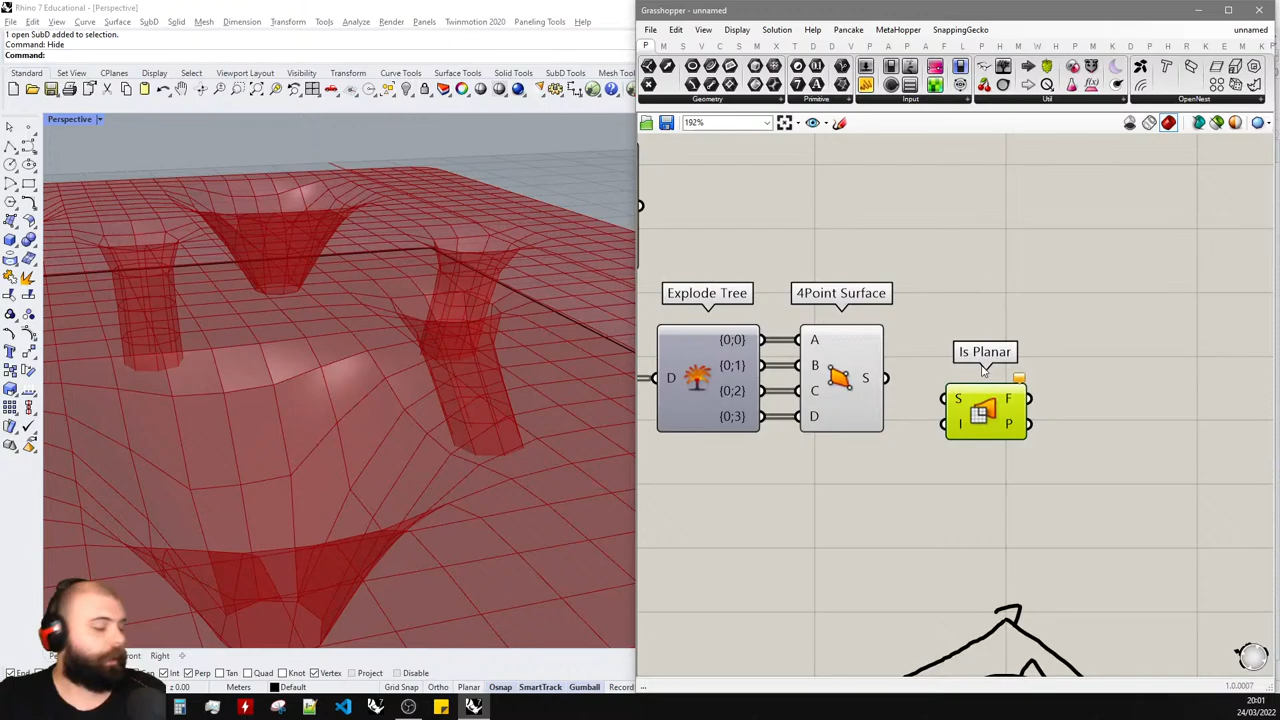 Rhino 7 Educational - [Perspective]
File Edit View Curve Surface SubD Solid Mesh Dimension Transform Tools Analyze Render Panels Twinmotion 2020 Paneling Tools Help
1 open SubD added to selection.
Command: Hide
Command:
Standard Set View CPlanes Display Select Viewport Layout Visibility Transform Curve Tools Surface Tools Solid Tools SubD Tools Mesh Tool
Perspective
Front Right
Int Perp Tan Quad Knot Vertex Project Disable
z 0.00 Meters Default Grid Snap Ortho Planar Osnap SmartTrack Gumball Record
Grasshopper - unnamed
File Edit View Display Solution Help Pancake MetaHopper SnappingGecko unnamed
Geometry Primitive Input Util OpenNest
192%
Explode Tree
D {0;0} {0;1} {0;2} {0;3}
4Point Surface
A B C D S
Is Planar
S F
I P
...
1.0.0007
20:01
24/03/2022